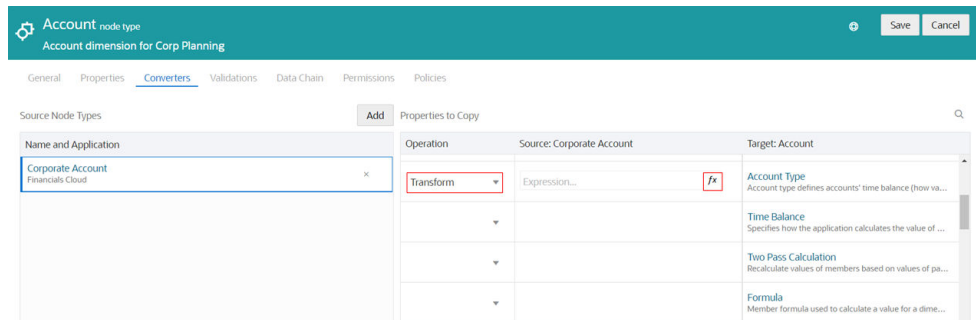 Account node type
Account dimension for Corp Planning
Save Cancel
General Properties Converters Validations Data Chain Permissions Policies
Source Node Types Add Properties to Copy
Name and Application Operation Source: Corporate Account Target: Account
Corporate Account
Financials Cloud ×
Transform Expression... fx Account Type
Account type defines accounts' time balance (how va...
Time Balance
Specifies how the application calculates the value of ...
Two Pass Calculation
Recalculate values of members based on values of pa...
Formula
Member formula used to calculate a value for a dime...